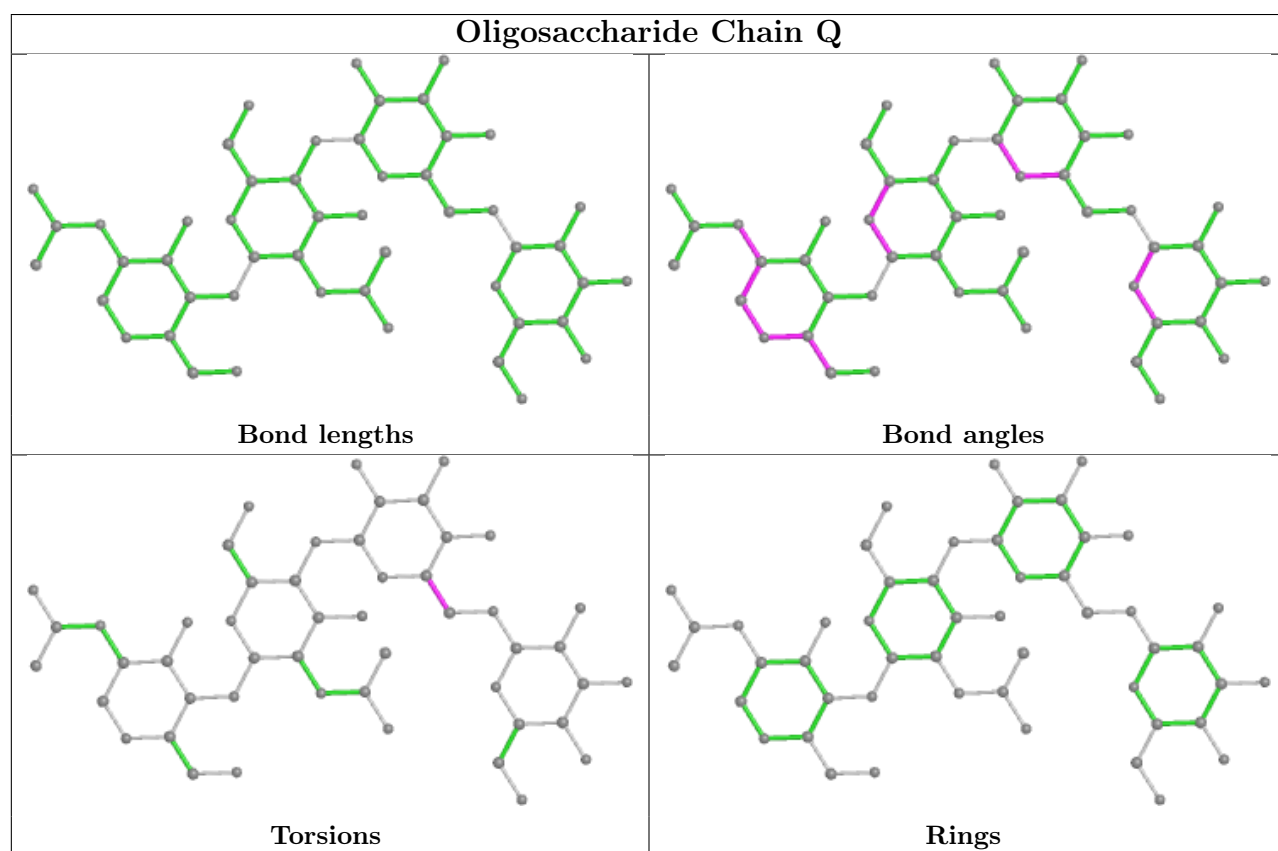 Oligosaccharide Chain Q
Bond lengths
Bond angles
Torsions
Rings